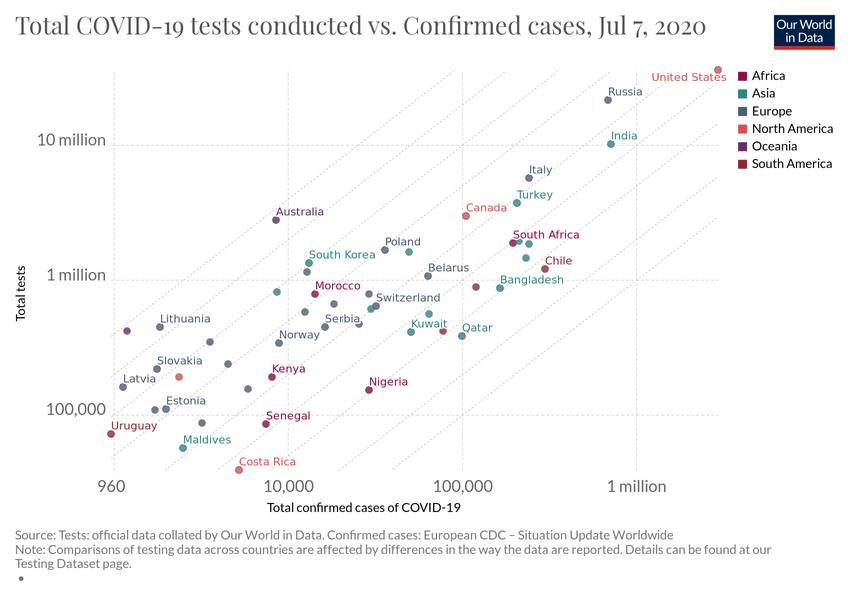 Total COVID-19 tests conducted vs. Confirmed cases, Jul 7, 2020
Our World
in Data
United States
Africa
Asia
Europe
North America
Oceania
South America
Russia
10 million
India
Italy
Turkey
Canada
Australia
South Africa
Poland
South Korea
Chile
Belarus
1 million
Bangladesh
Morocco
Switzerland
Total tests
Lithuania
Serbia
Kuwait
Qatar
Norway
Slovakia
Kenya
Latvia
Nigeria
Estonia
100,000
Senegal
Uruguay
Maldives
Costa Rica
960
10,000
100,000
1 million
Total confirmed cases of COVID-19
Source: Tests: official data collated by Our World in Data. Confirmed cases: European CDC – Situation Update Worldwide
Note: Comparisons of testing data across countries are affected by differences in the way the data are reported. Details can be found at our
Testing Dataset page.
•